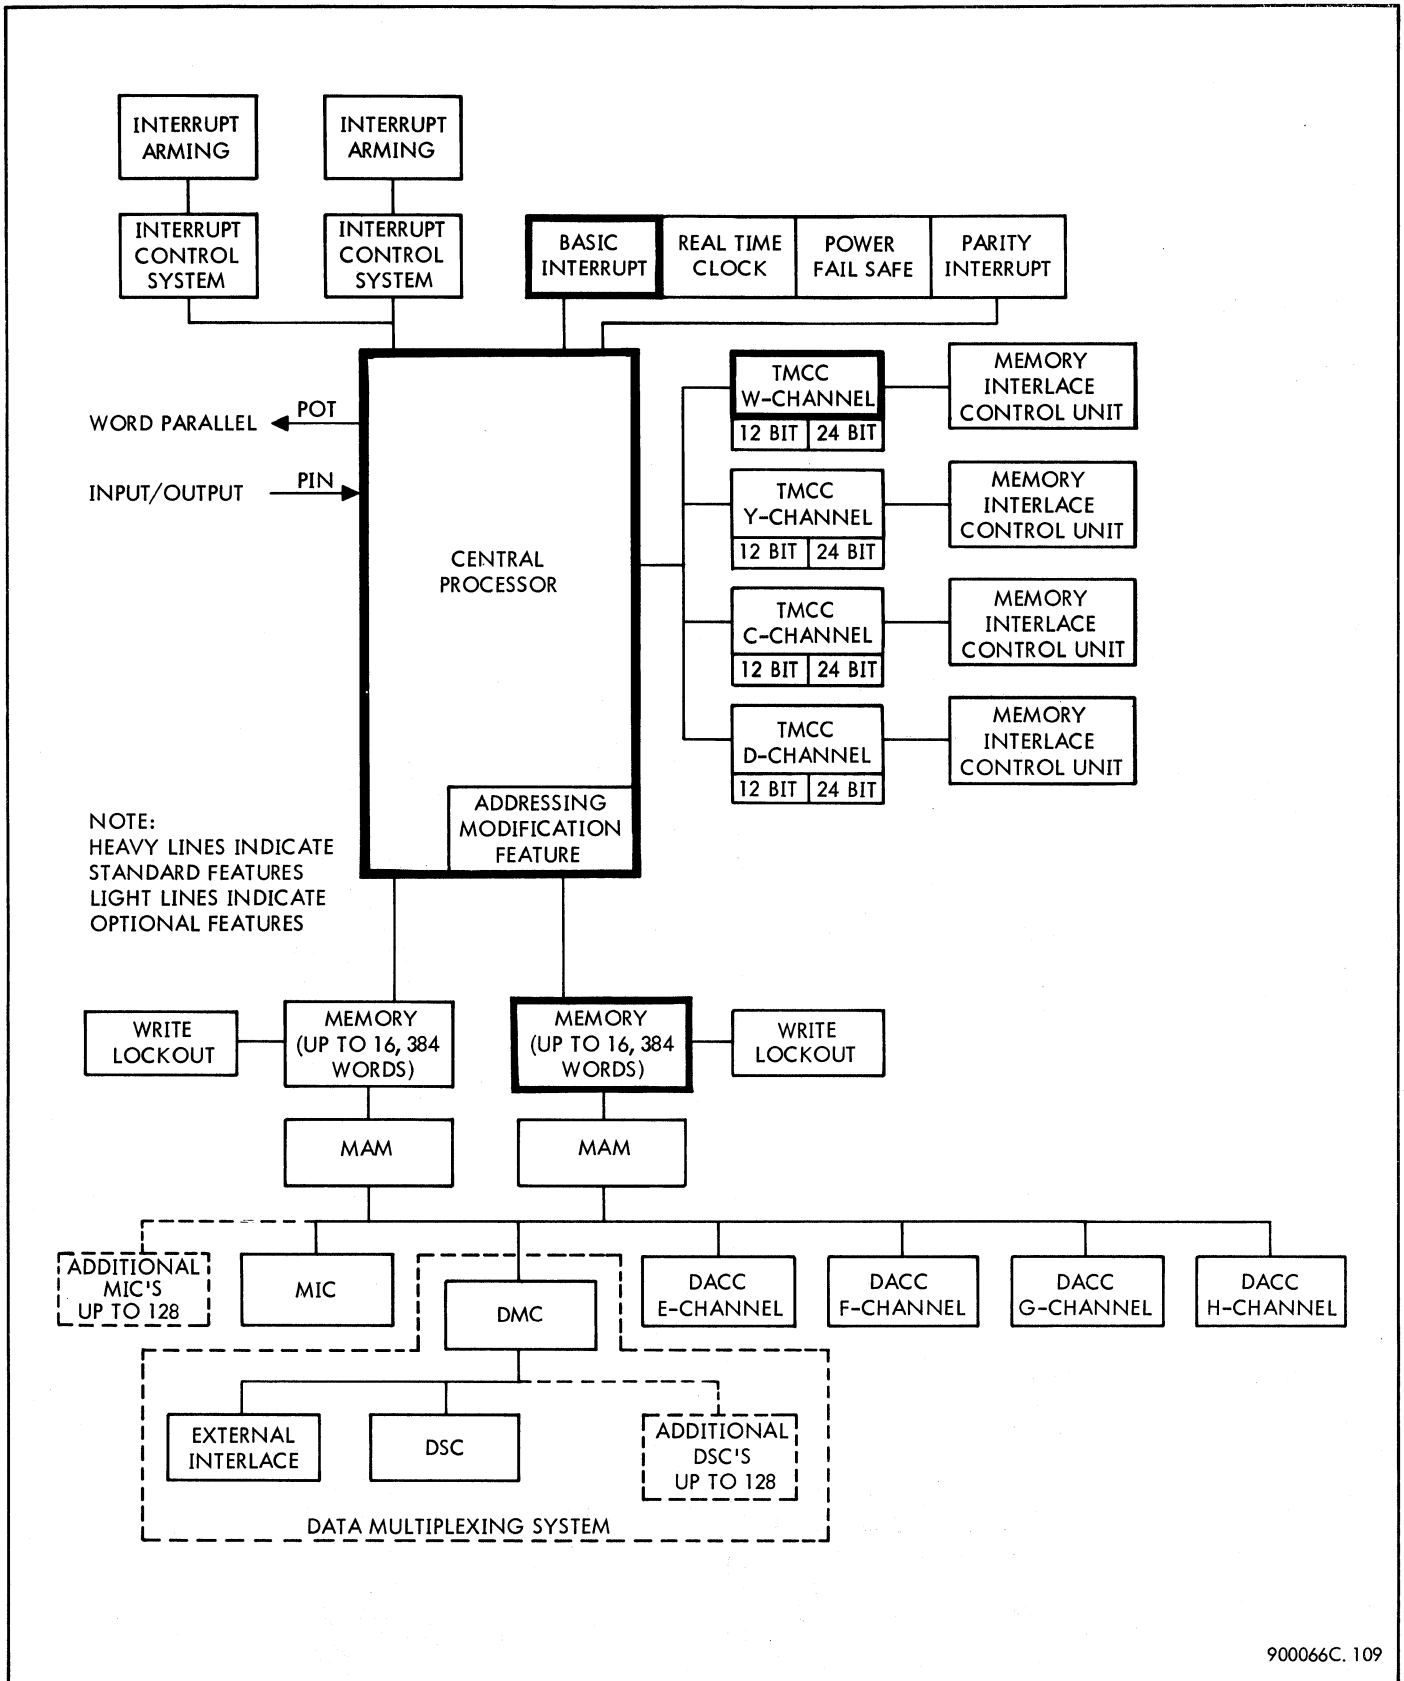 INTERRUPT
ARMING
INTERRUPT
ARMING
INTERRUPT
CONTROL
SYSTEM
INTERRUPT
CONTROL
SYSTEM
BASIC
INTERRUPT
REAL TIME
CLOCK
POWER
FAIL SAFE
PARITY
INTERRUPT
WORD PARALLEL
POT
INPUT/OUTPUT
PIN
CENTRAL
PROCESSOR
ADDRESSING
MODIFICATION
FEATURE
TMCC
W-CHANNEL
12 BIT
24 BIT
MEMORY
INTERLACE
CONTROL UNIT
TMCC
Y-CHANNEL
12 BIT
24 BIT
MEMORY
INTERLACE
CONTROL UNIT
TMCC
C-CHANNEL
12 BIT
24 BIT
MEMORY
INTERLACE
CONTROL UNIT
TMCC
D-CHANNEL
12 BIT
24 BIT
MEMORY
INTERLACE
CONTROL UNIT
NOTE:
HEAVY LINES INDICATE
STANDARD FEATURES
LIGHT LINES INDICATE
OPTIONAL FEATURES
WRITE
LOCKOUT
MEMORY
(UP TO 16, 384
WORDS)
MEMORY
(UP TO 16, 384
WORDS)
WRITE
LOCKOUT
MAM
MAM
ADDITIONAL
MIC'S
UP TO 128
MIC
DMC
DACC
E-CHANNEL
DACC
F-CHANNEL
DACC
G-CHANNEL
DACC
H-CHANNEL
EXTERNAL
INTERLACE
DSC
ADDITIONAL
DSC'S
UP TO 128
DATA MULTIPLEXING SYSTEM
900066C. 109